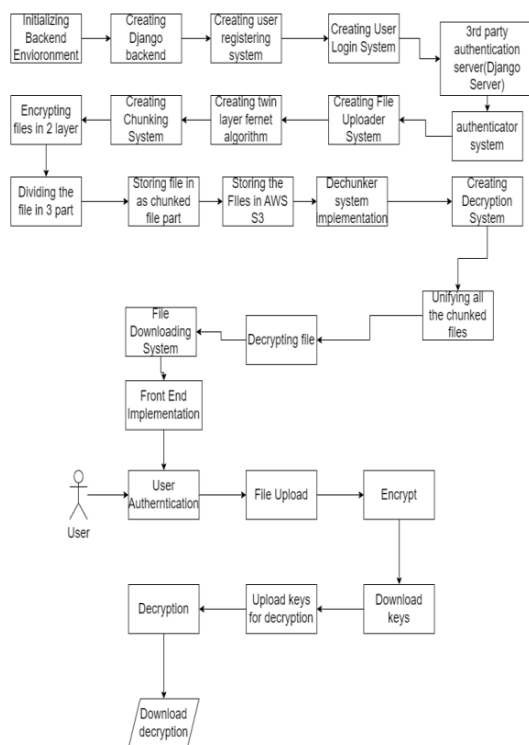 Initializing
Backend
Envioronment
Creating
Django
backend
Creating user
registering
system
Creating User
Login System
3rd party
authentication
server(Django
Server)
Encrypting
files in 2 layer
Creating
Chunking
System
Creating twin
layer fernet
algorithm
Creating File
Uploader
System
authenticator
system
Dividing the
file in 3 part
Storing file in
as chunked
file part
Storing the
FIles in AWS
S3
Dechunker
system
implementation
Creating
Decryption
System
File
Downloading
System
Decrypting file
Unifying all
the chunked
files
Front End
Implementation
User
User
Autherntication
File Upload
Encrypt
Decryption
Upload keys
for decryption
Download
keys
Download
decryption